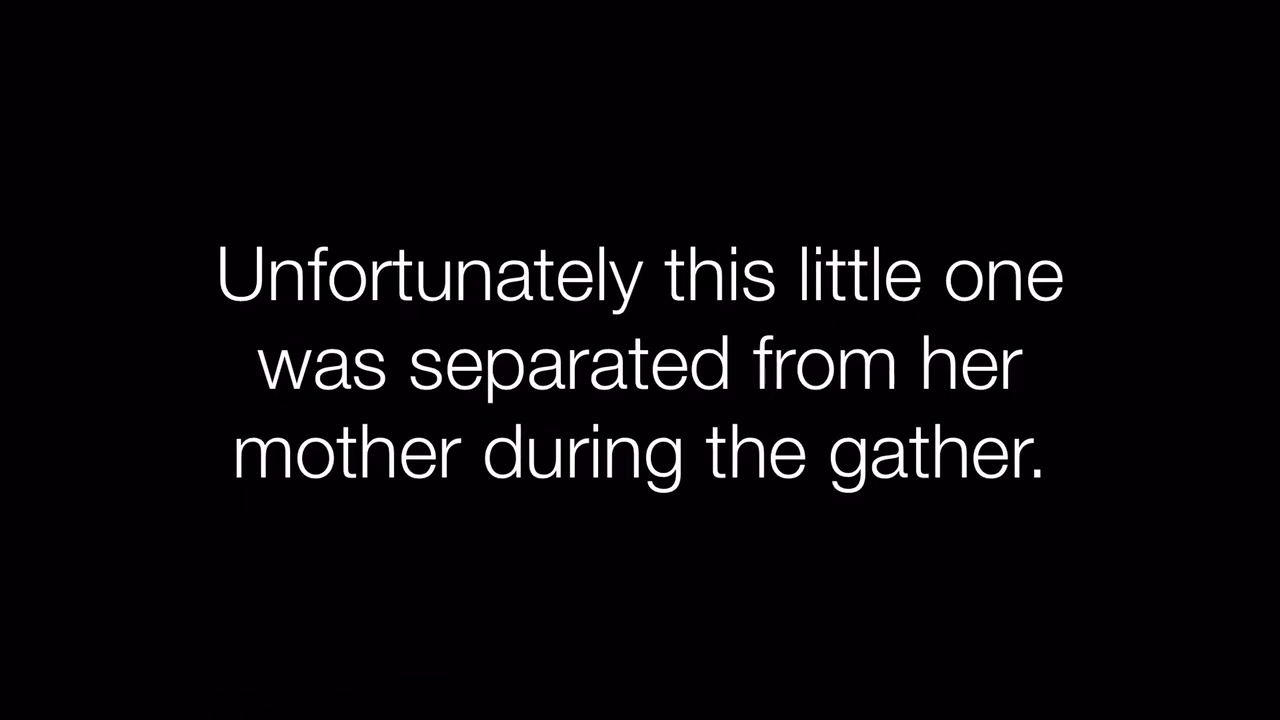 Unfortunately this little one
was separated from her
mother during the gather.